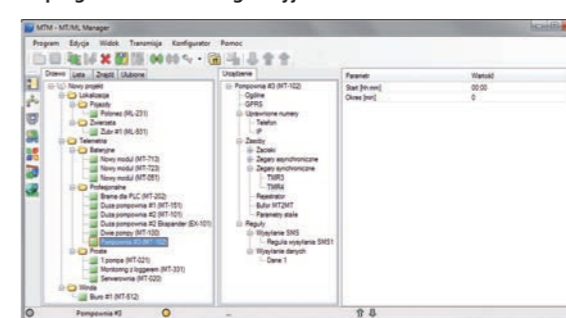 MTM - MT/ML Manager
Program Edycja Widok Transmisja Konfigurator Pomoc
Drzewo Lista Znajdź Ulubione
Nowy projekt
Lokalizacja
Pojazdy
Polonez (ML-231)
Zwierzęta
Żubr #1 (ML-931)
Telemetria
Bateryjne
Nowy moduł (MT-713)
Nowy moduł (MT-723)
Nowy moduł (MT-051)
Profesjonalne
Brama dla PLC (MT-202)
Duża pompownia #1 (MT-151)
Duża pompownia #2 (MT-101)
Duża pompownia #2 Ekspander (EX-101)
Dwie pompy (MT-100)
Pompownia #3 (MT-102)
Proste
1 pompa (MT-021)
Monitoring z loggerem (MT-331)
Serwerownia (MT-020)
Winda
Biuro #1 (MT-512)
Urządzenie
Pompownia #3 (MT-102)
Ogólne
GPRS
Uprawnione numery
Telefon
IP
Zasoby
Zaciski
Zegary asynchroniczne
Zegary synchroniczne
TMR3
TMR4
Rejestrator
Bufor MT2MT
Parametry stałe
Reguły
Wysyłanie SMS
Reguła wysyłania SMS1
Wysyłanie danych
Dane 1
Parametr Wartość
Start [hh:mm] 00:00
Okres [min] 0
Pompownia #3